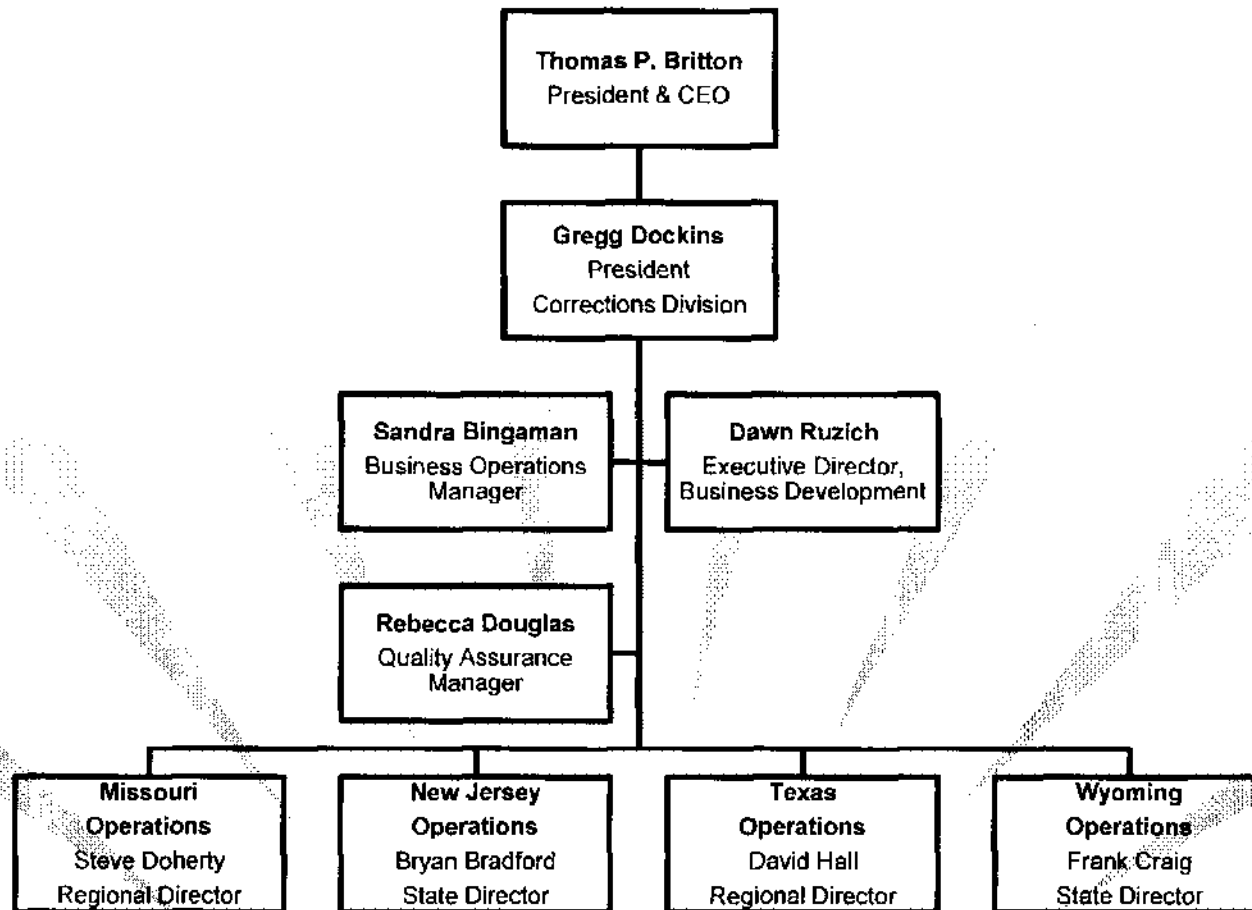 Thomas P. Britton
President & CEO
Gregg Dockins
President
Corrections Division
Sandra Bingaman
Business Operations
Manager
Dawn Ruzich
Executive Director,
Business Development
Rebecca Douglas
Quality Assurance
Manager
Missouri
Operations
Steve Doherty
Regional Director
New Jersey
Operations
Bryan Bradford
State Director
Texas
Operations
David Hall
Regional Director
Wyoming
Operations
Frank Craig
State Director